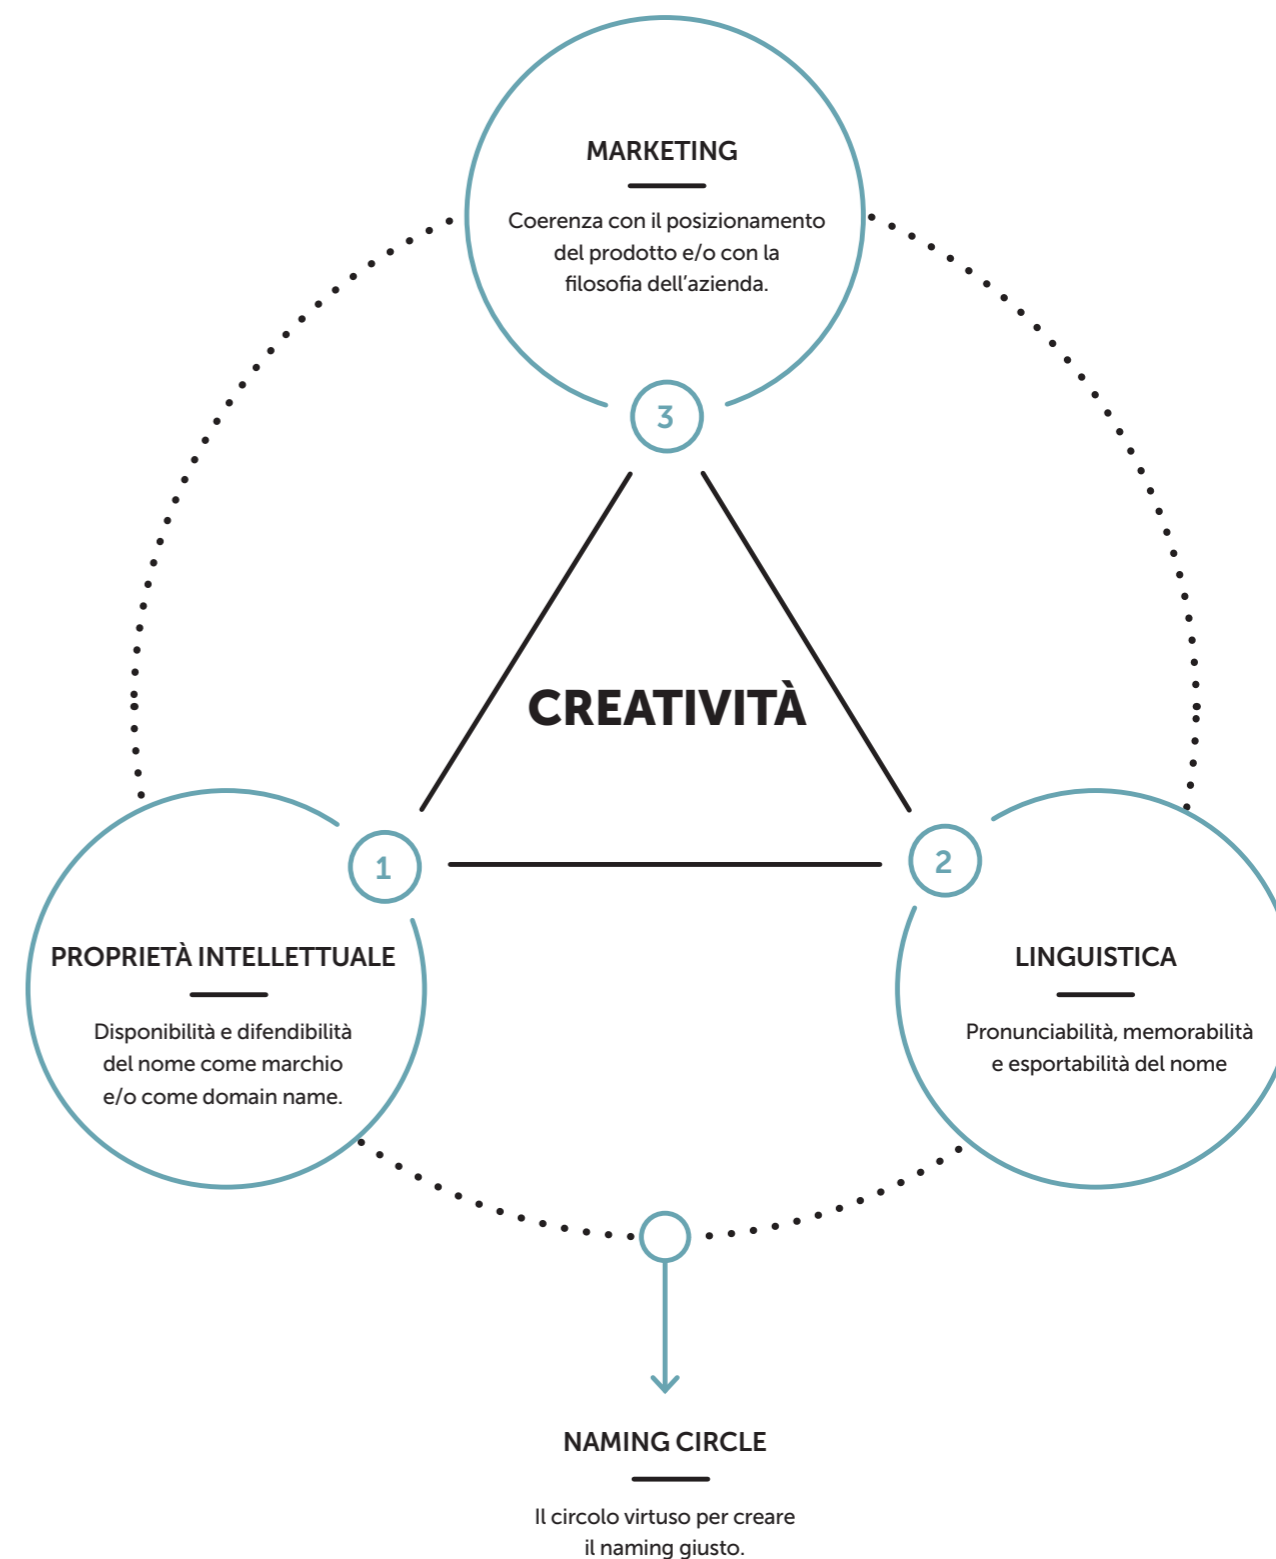 MARKETING
Coerenza con il posizionamento
del prodotto e/o con la
filosofia dell’azienda.
3
CREATIVITÀ
1
2
PROPRIETÀ INTELLETTUALE
Disponibilità e difendibilità
del nome come marchio
e/o come domain name.
LINGUISTICA
Pronunciabilità, memorabilità
e esportabilità del nome
NAMING CIRCLE
Il circolo virtuso per creare
il naming giusto.